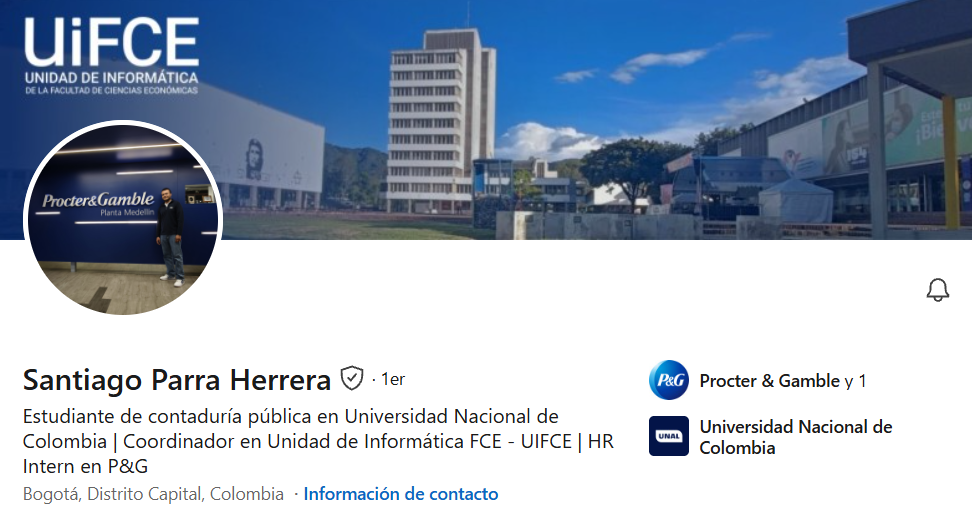 UiFCE
UNIDAD DE INFORMÁTICA
DE LA FACULTAD DE CIENCIAS ECONÓMICAS
Procter&Gamble
Planta Medellín
Santiago Parra Herrera · 1er
Estudiante de contaduría pública en Universidad Nacional de
Colombia | Coordinador en Unidad de Informática FCE - UIFCE | HR
Intern en P&G
Bogotá, Distrito Capital, Colombia · Información de contacto
P&G
Procter & Gamble y 1
UNAL
Universidad Nacional de
Colombia